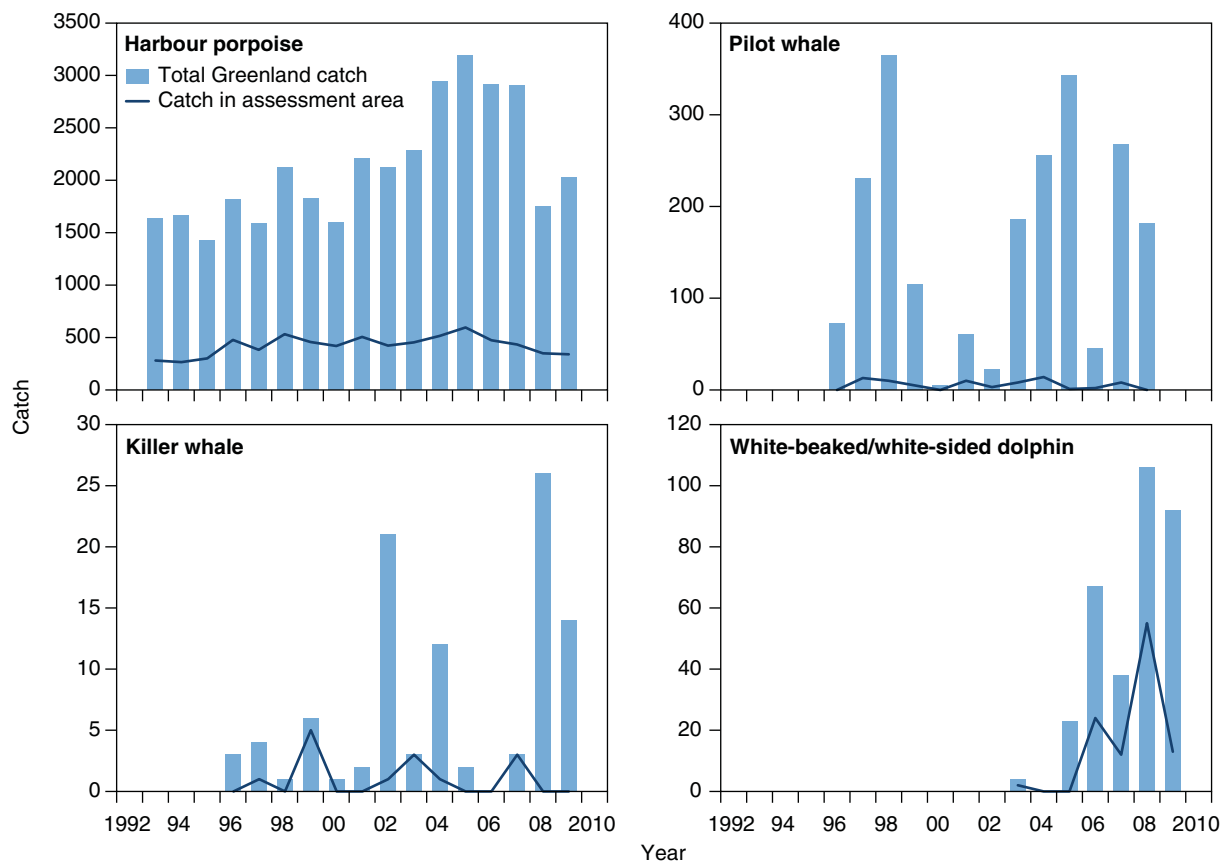 Harbour porpoise
Total Greenland catch
Catch in assessment area
3500
3000
2500
2000
1500
1000
500
0
Pilot whale
400
300
200
100
0
Catch
Killer whale
30
25
20
15
10
5
0
1992 94 96 98 00 02 04 06 08 2010
White-beaked/white-sided dolphin
120
100
80
60
40
20
0
1992 94 96 98 00 02 04 06 08 2010
Year